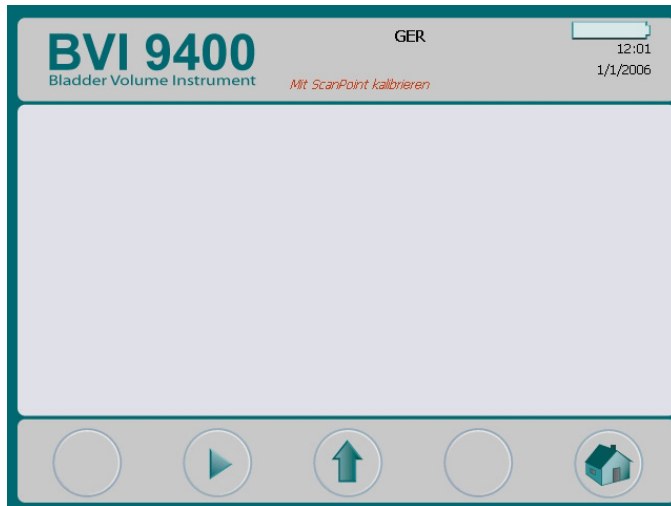 BVI 9400
Bladder Volume Instrument
GER
Mit ScanPoint kalibrieren
12:01
1/1/2006